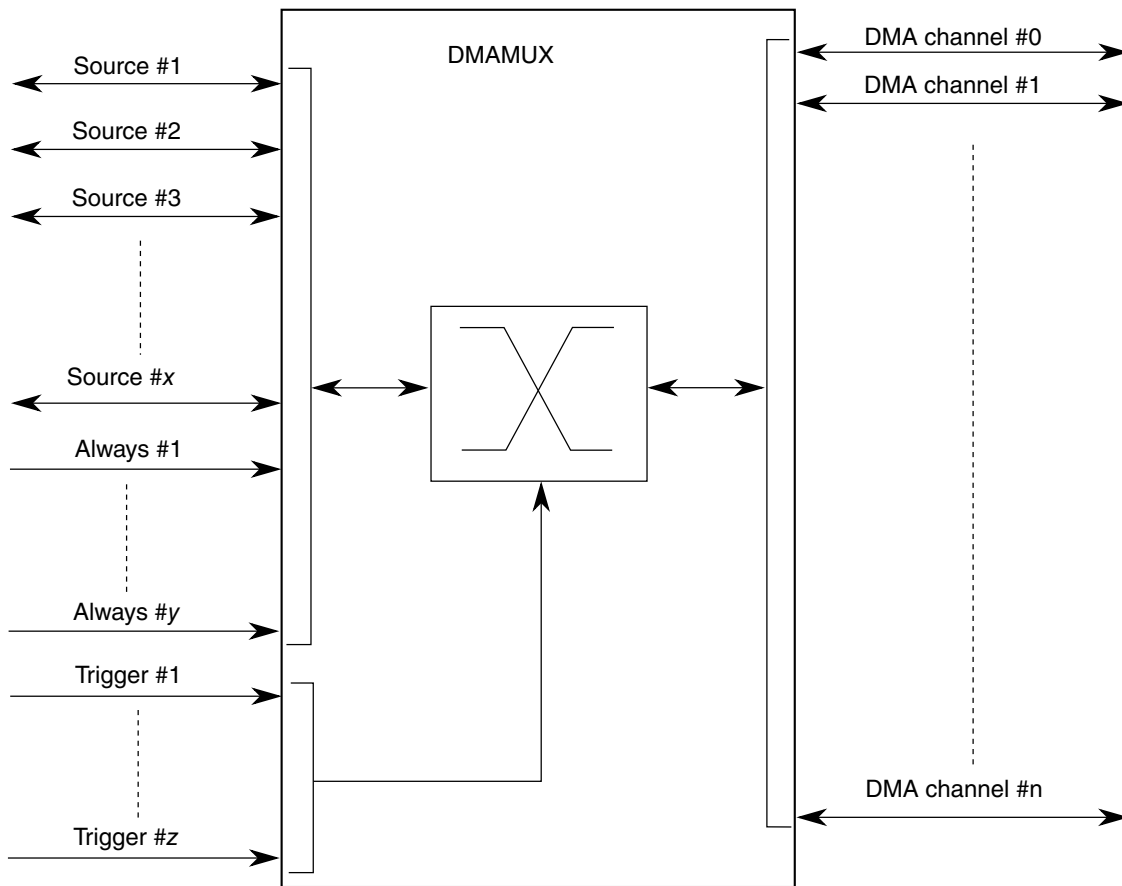 DMAMUX
Source #1
Source #2
Source #3
Source #x
Always #1
Always #y
Trigger #1
Trigger #z
DMA channel #0
DMA channel #1
DMA channel #n